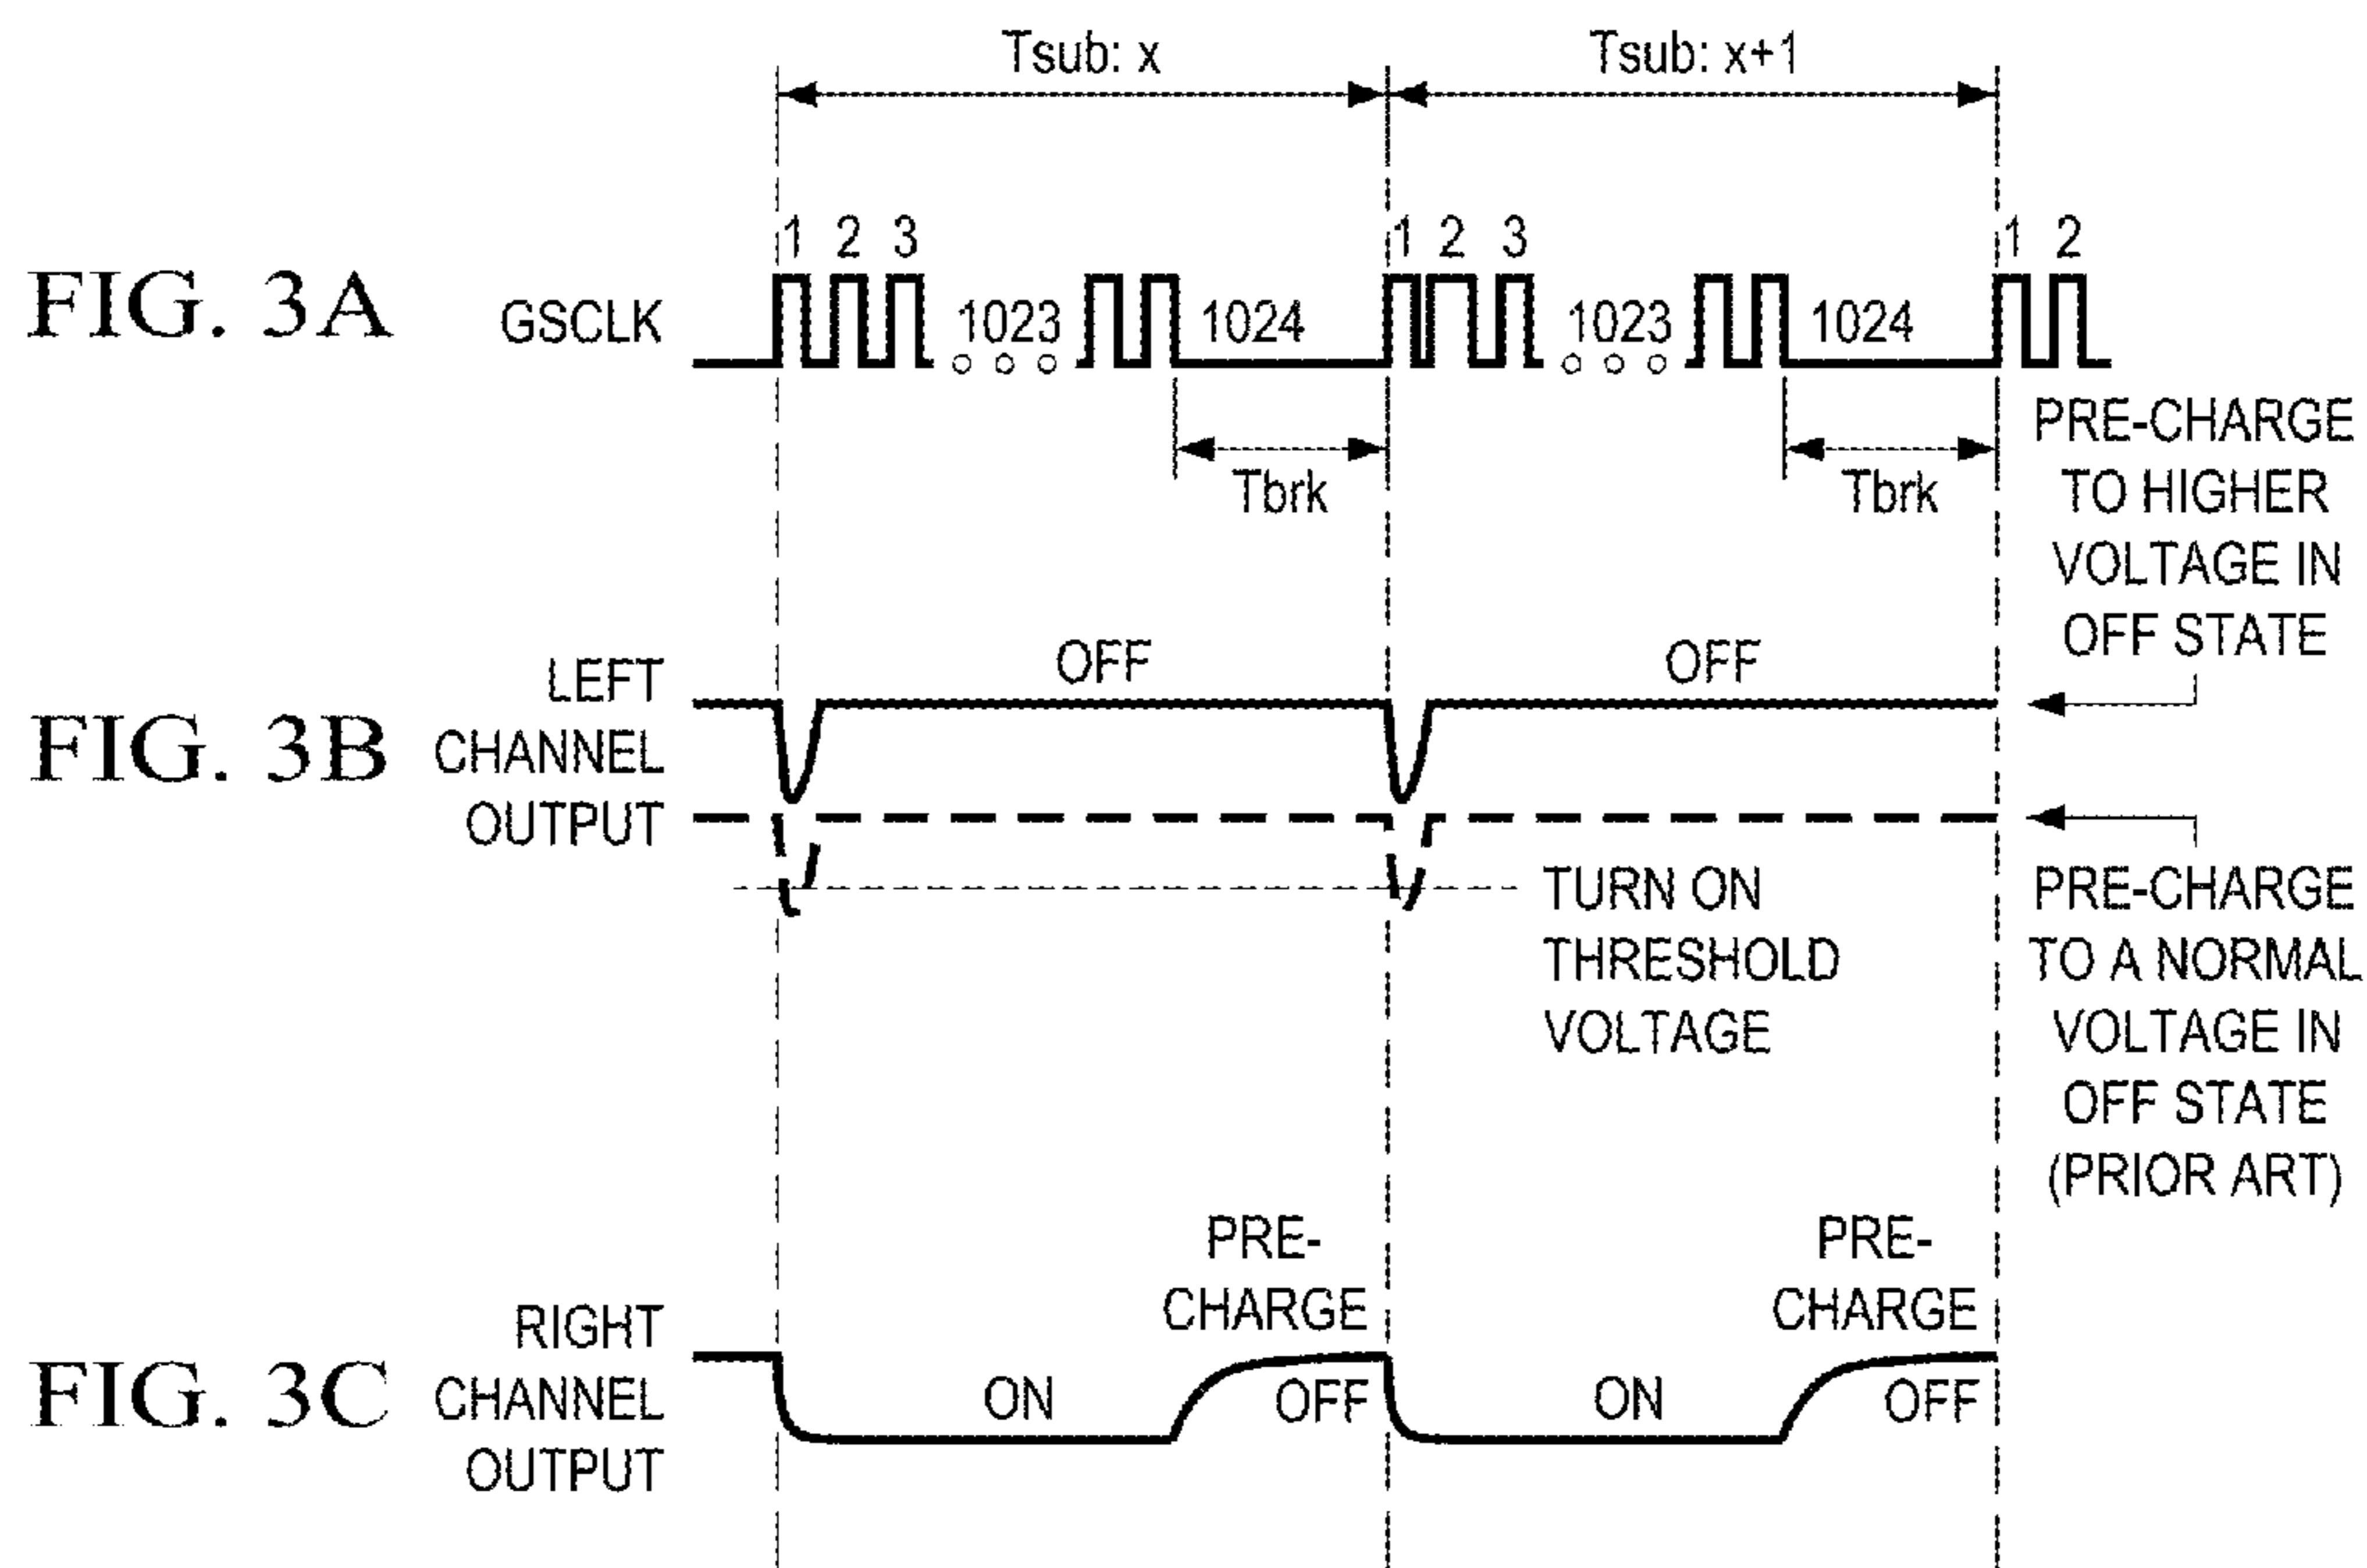 Tsub: x
Tsub: x+1
1 2 3
1 2 3
1 2
FIG. 3A
GSCLK
1023
1024
1023
1024
Tbrk
Tbrk
PRE-CHARGE
TO HIGHER
VOLTAGE IN
OFF STATE
FIG. 3B
LEFT
CHANNEL
OUTPUT
OFF
OFF
TURN ON
THRESHOLD
VOLTAGE
PRE-CHARGE
TO A NORMAL
VOLTAGE IN
OFF STATE
(PRIOR ART)
FIG. 3C
RIGHT
CHANNEL
OUTPUT
ON
PRE-
CHARGE
OFF
ON
PRE-
CHARGE
OFF